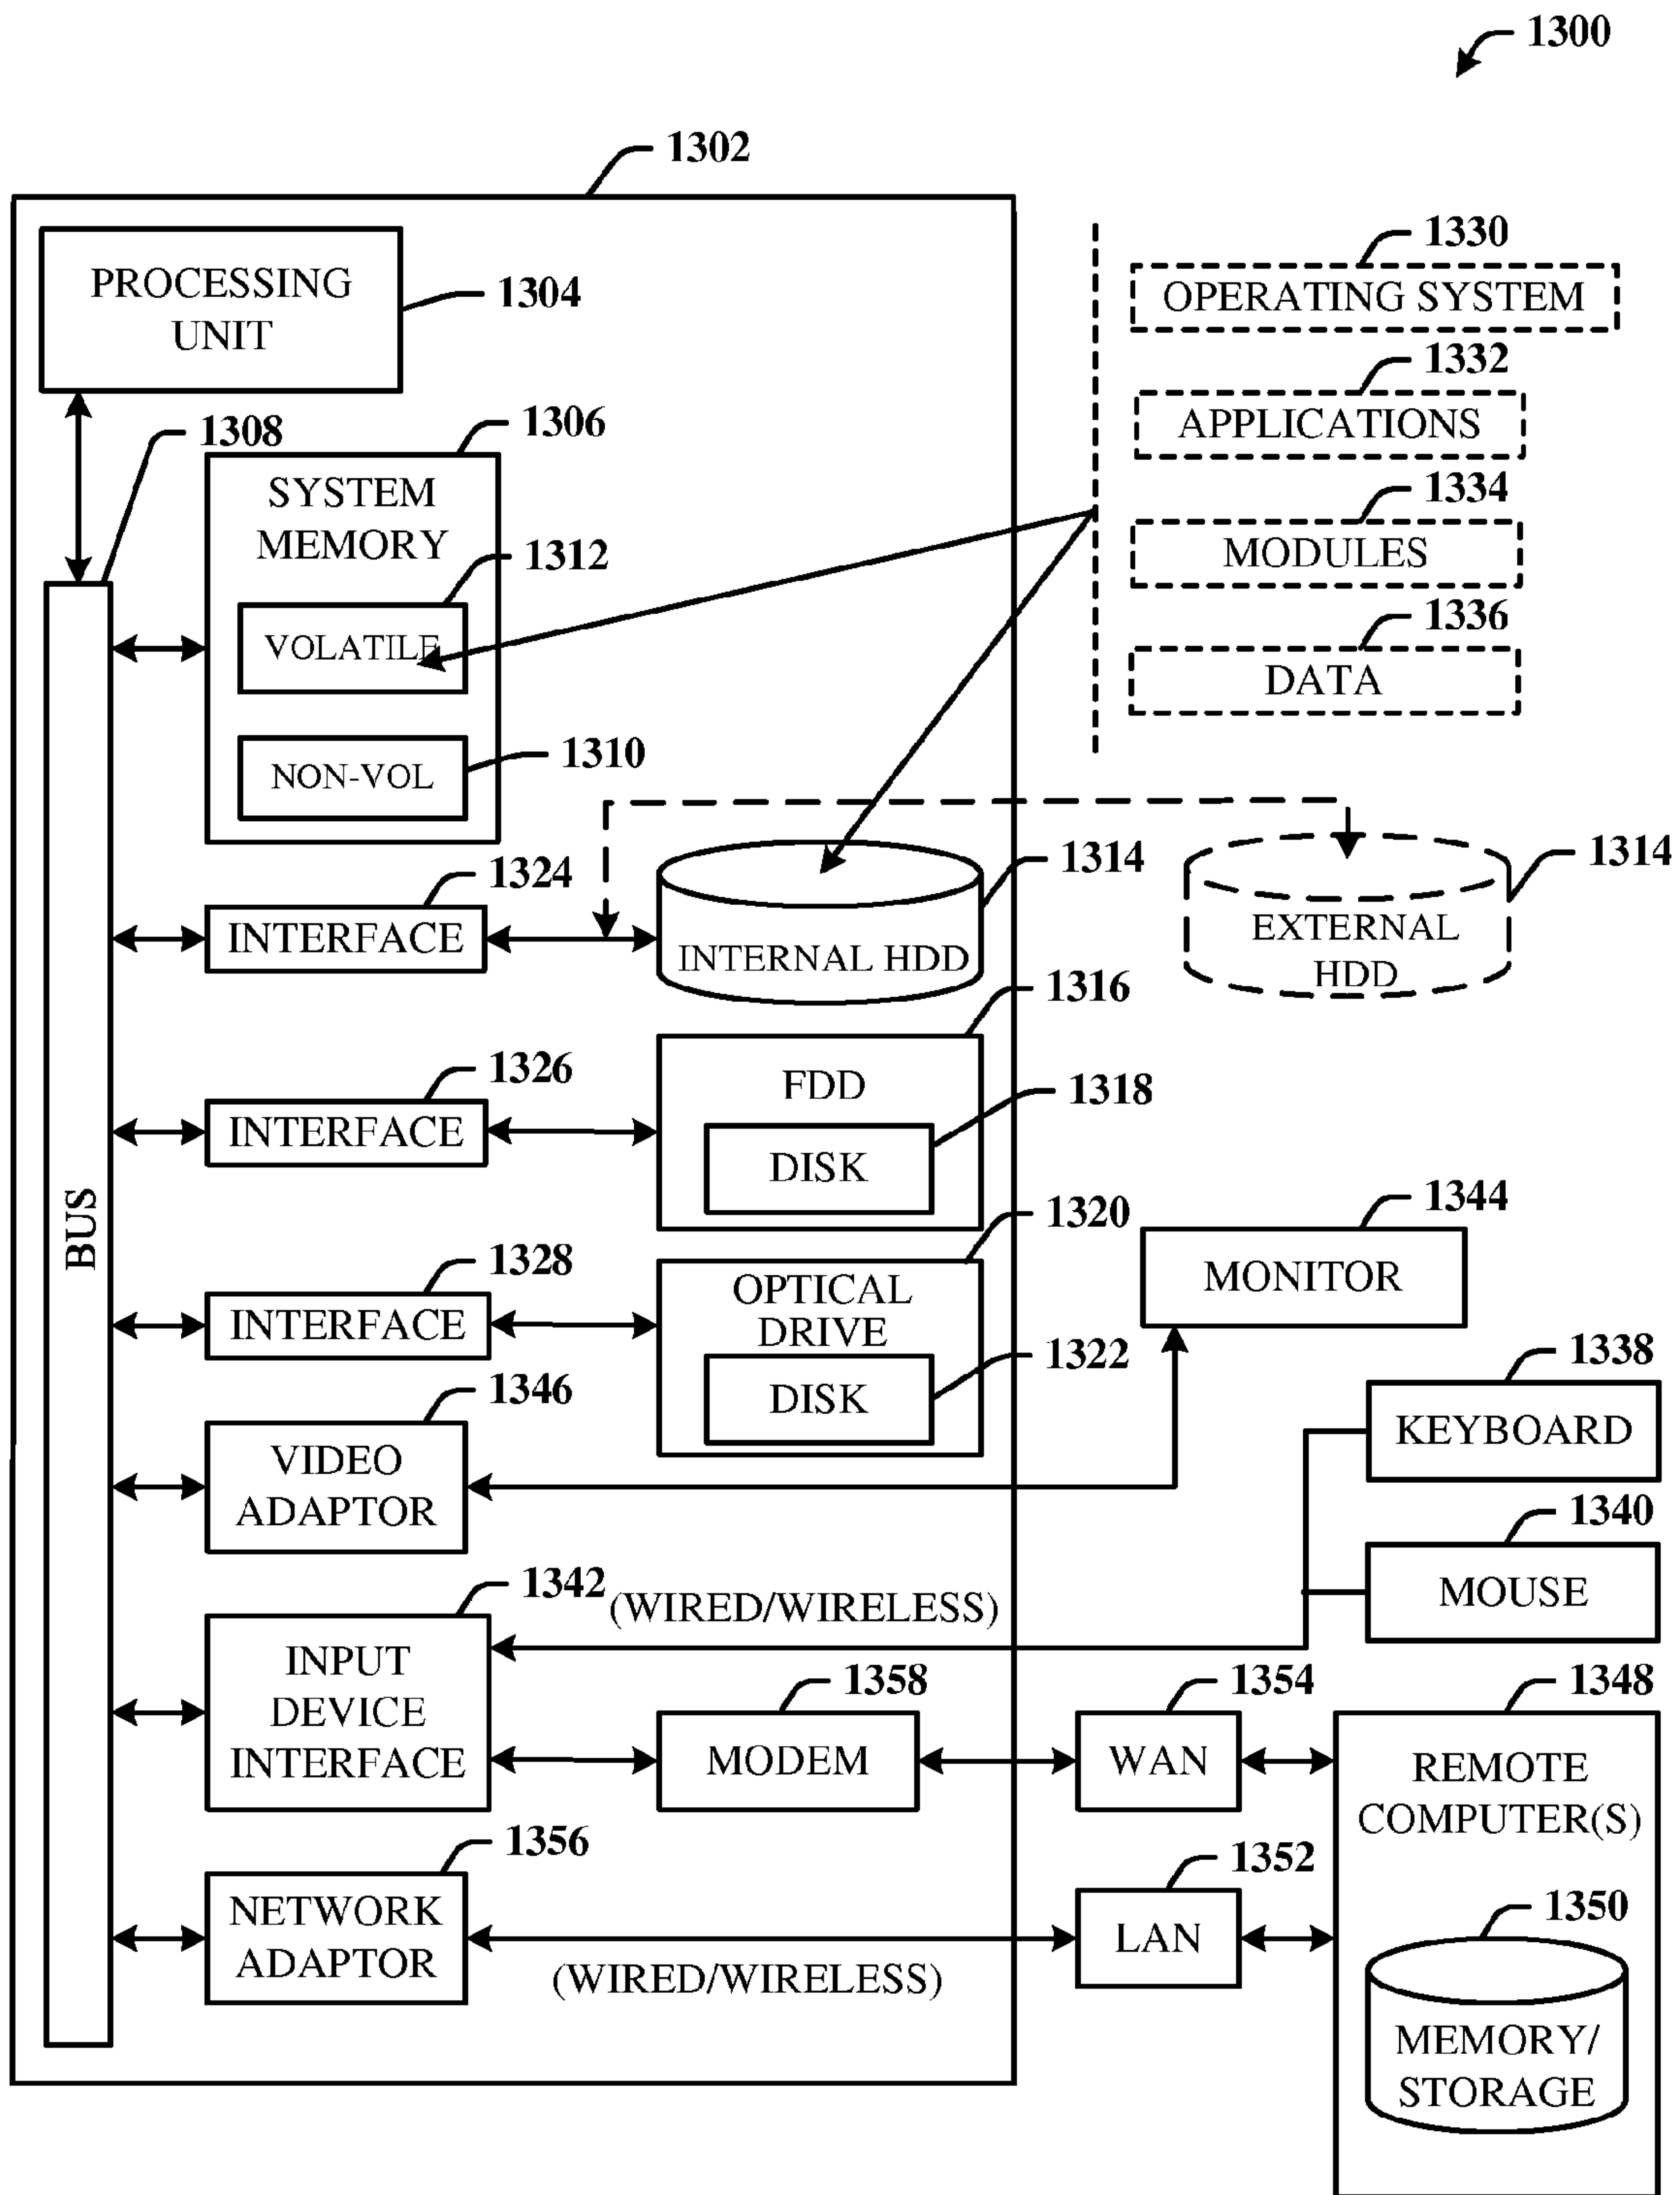 1300
1302
PROCESSING
UNIT
1304
1308
1306
SYSTEM
MEMORY
1312
VOLATILE
1310
NON-VOL
1330
OPERATING SYSTEM
1332
APPLICATIONS
1334
MODULES
1336
DATA
1324
INTERFACE
1314
INTERNAL HDD
1314
EXTERNAL
HDD
1316
1326
INTERFACE
FDD
1318
DISK
BUS
1320
1328
INTERFACE
OPTICAL
DRIVE
1322
DISK
1344
MONITOR
1346
VIDEO
ADAPTOR
1338
KEYBOARD
1340
MOUSE
1342
(WIRED/WIRELESS)
INPUT
DEVICE
INTERFACE
1358
MODEM
1354
WAN
1348
REMOTE
COMPUTER(S)
1356
NETWORK
ADAPTOR
(WIRED/WIRELESS)
1352
LAN
1350
MEMORY/
STORAGE